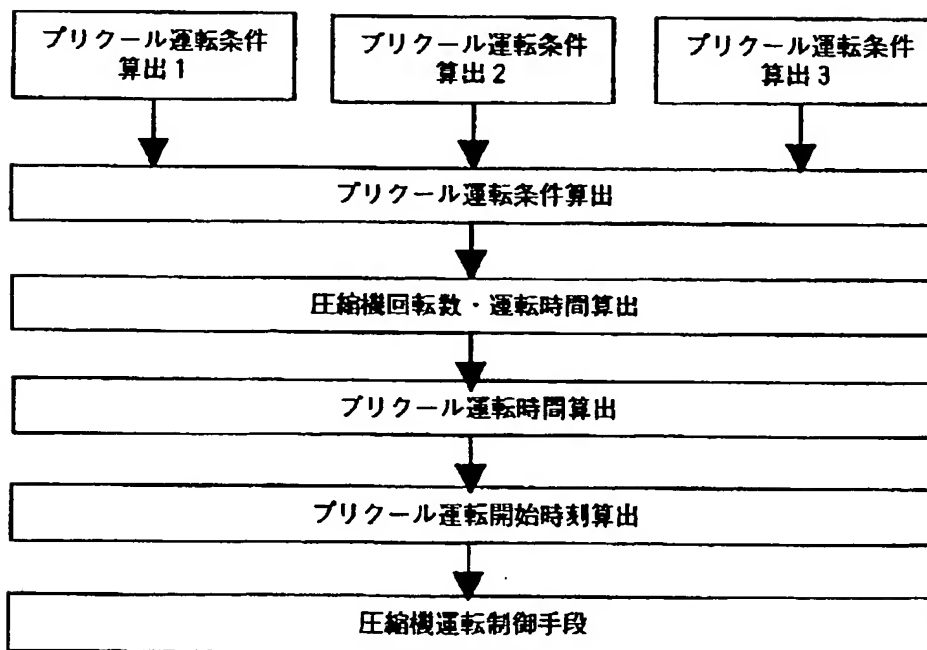 プリクール運転条件
算出1
プリクール運転条件
算出2
プリクール運転条件
算出3
プリクール運転条件算出
圧縮機回転数・運転時間算出
プリクール運転時間算出
プリクール運転開始時刻算出
圧縮機運転制御手段